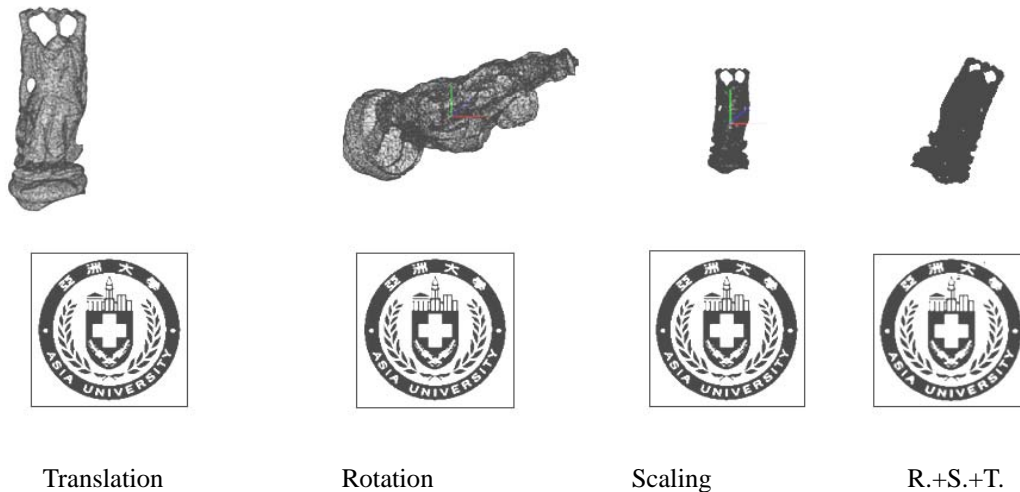 亞洲大學
ASIA UNIVERSITY
亞洲大學
ASIA UNIVERSITY
亞洲大學
ASIA UNIVERSITY
亞洲大學
ASIA UNIVERSITY
Translation Rotation Scaling R.+S.+T.